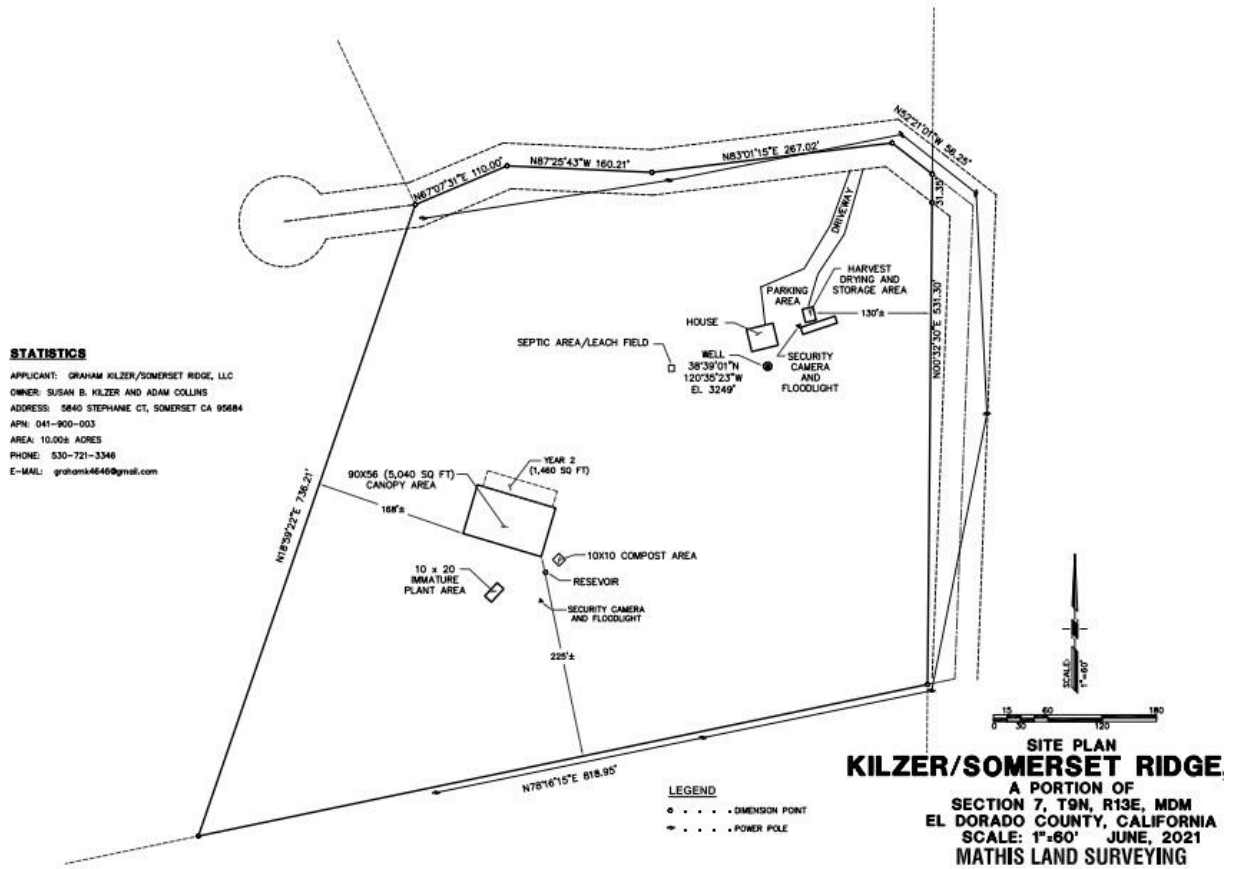 N52°21'01"W 56.25'
N83°01'15"E 267.02'
N87°25'43"W 160.21'
N67°07'31"E 110.00'
31.35'
DRIVEWAY
HARVEST
DRYING AND
STORAGE AREA
PARKING
AREA
130'±
N00°32'30"E 531.30'
HOUSE
SEPTIC AREA/LEACH FIELD
WELL
38°39'01"N
120°35'23"W
EL. 3249'
SECURITY
CAMERA
AND
FLOODLIGHT
STATISTICS
APPLICANT: GRAHAM KILZER/SOMERSET RIDGE, LLC
OWNER: SUSAN B. KILZER AND ADAM COLLINS
ADDRESS: 5840 STEPHANIE CT, SOMERSET CA 95684
APN: 041-900-003
AREA: 10.00± ACRES
PHONE: 530-721-3346
E-MAIL: grahamk4646@gmail.com
YEAR 2
(1,460 SQ FT)
90X56 (5,040 SQ FT)
CANOPY AREA
168'±
N18°59'22"E 736.21'
10X10 COMPOST AREA
10 x 20
IMMATURE
PLANT AREA
RESEVOIR
SECURITY CAMERA
AND FLOODLIGHT
225'±
N78°16'15"E 818.95'
LEGEND
. . . . DIMENSION POINT
. . . . POWER POLE
SCALE:
1"=60'
15 60 180
0 30 120
SITE PLAN
KILZER/SOMERSET RIDGE,
A PORTION OF
SECTION 7, T9N, R13E, MDM
EL DORADO COUNTY, CALIFORNIA
SCALE: 1"=60' JUNE, 2021
MATHIS LAND SURVEYING